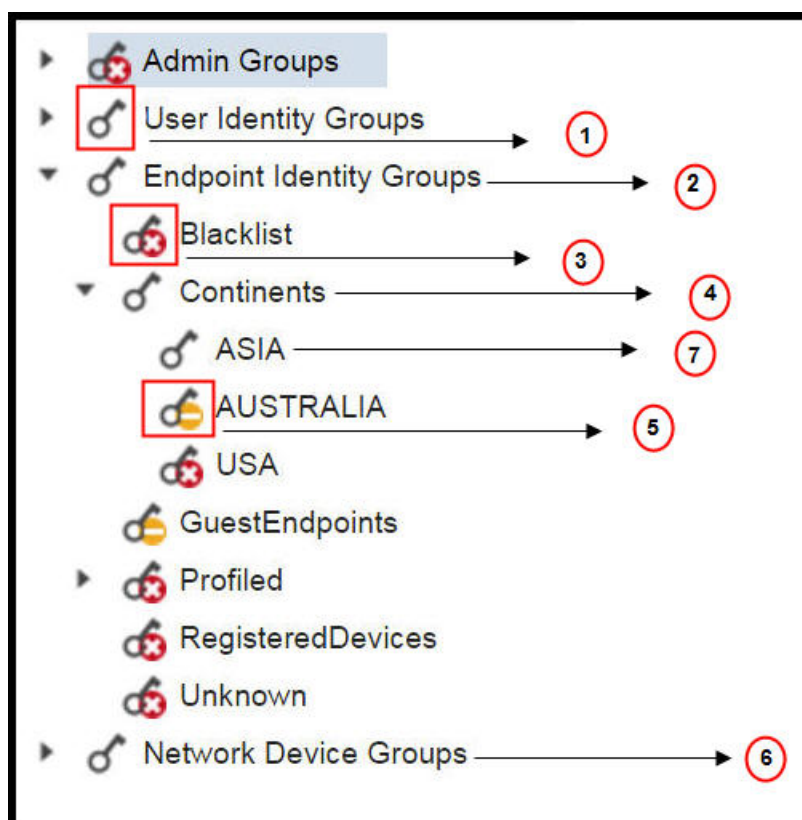 Admin Groups
User Identity Groups 1
Endpoint Identity Groups 2
Blacklist 3
Continents 4
ASIA 7
AUSTRALIA 5
USA
GuestEndpoints
Profiled
RegisteredDevices
Unknown
Network Device Groups 6